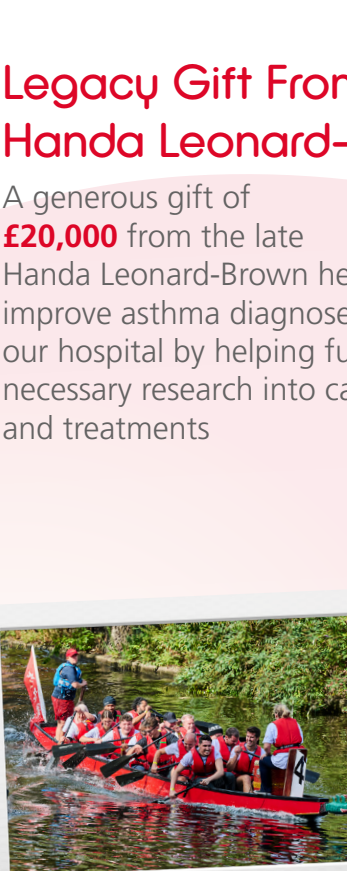 Legacy Gift From
Handa Leonard-
A generous gift of
£20,000 from the late
Handa Leonard-Brown he
improve asthma diagnose
our hospital by helping fu
necessary research into ca
and treatments
4